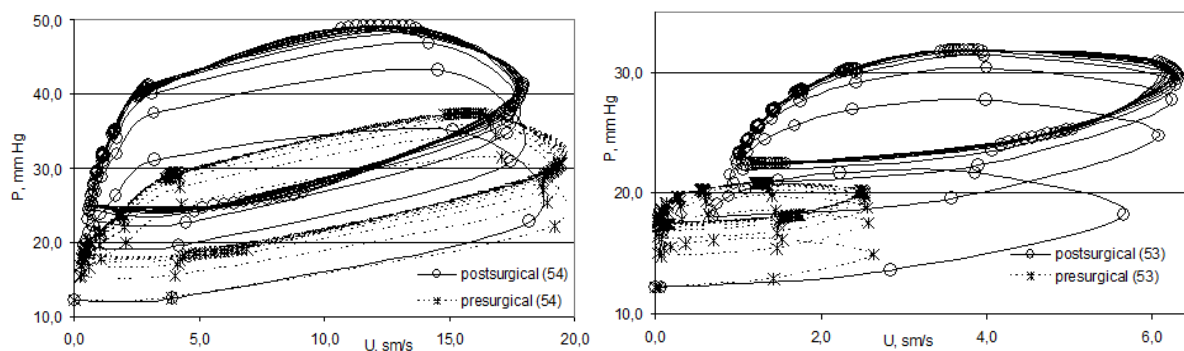 50,0
40,0
30,0
20,0
10,0
P, mm Hg
postsurgical (54)
presurgical (54)
0,0 5,0 10,0 15,0 20,0
U, sm/s
30,0
20,0
10,0
P, mm Hg
postsurgical (53)
presurgical (53)
0,0 2,0 4,0 6,0
U, sm/s